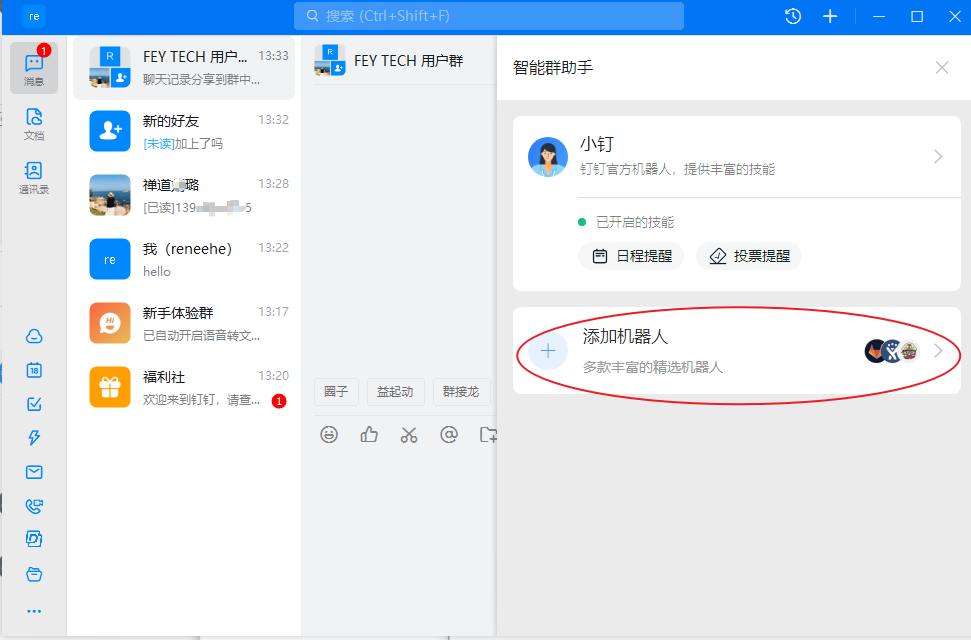 re
搜索 (Ctrl+Shift+F)
1
消息
文档
通讯录
18
FEY TECH 用户... 13:33
聊天记录分享到群中...
新的好友 13:32
[未读]加上了吗
禅道 璐 13:28
[已读]139 5
re
我（reneehe） 13:22
hello
HI
新手体验群 13:17
已自动开启语音转文...
福利社 13:20
欢迎来到钉钉，请查... 1
R
R
FEY TECH 用户群
圈子
益起动
群接龙
智能群助手
小钉
钉钉官方机器人，提供丰富的技能
已开启的技能
日程提醒
投票提醒
添加机器人
多款丰富的精选机器人